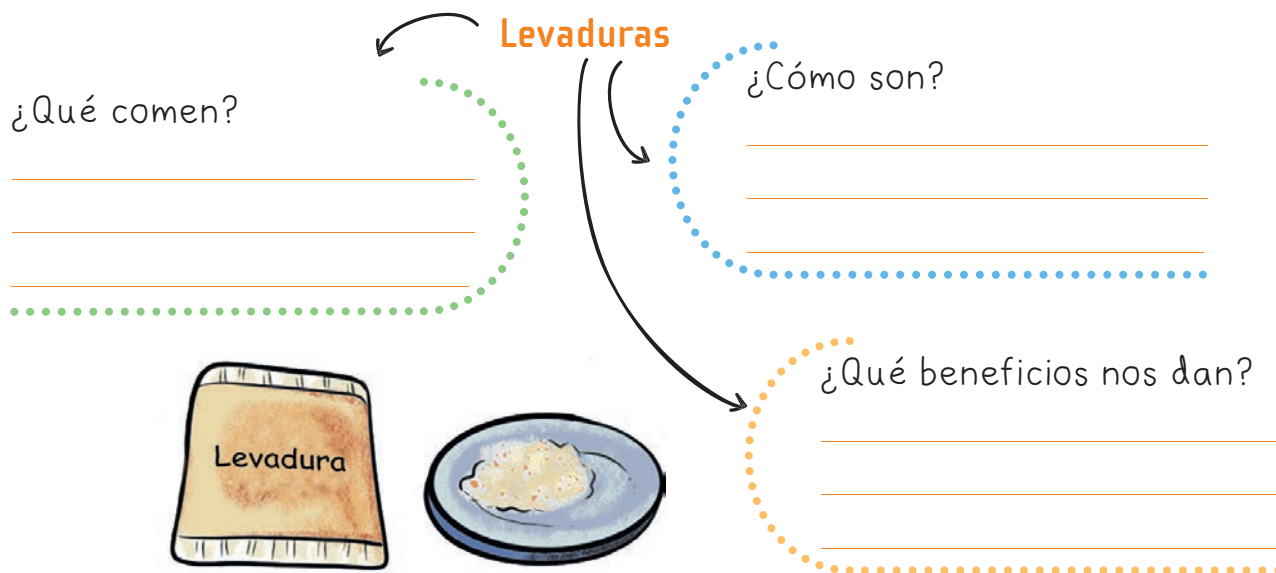 Levaduras
¿Qué comen?
¿Cómo son?
¿Qué beneficios nos dan?
Levadura